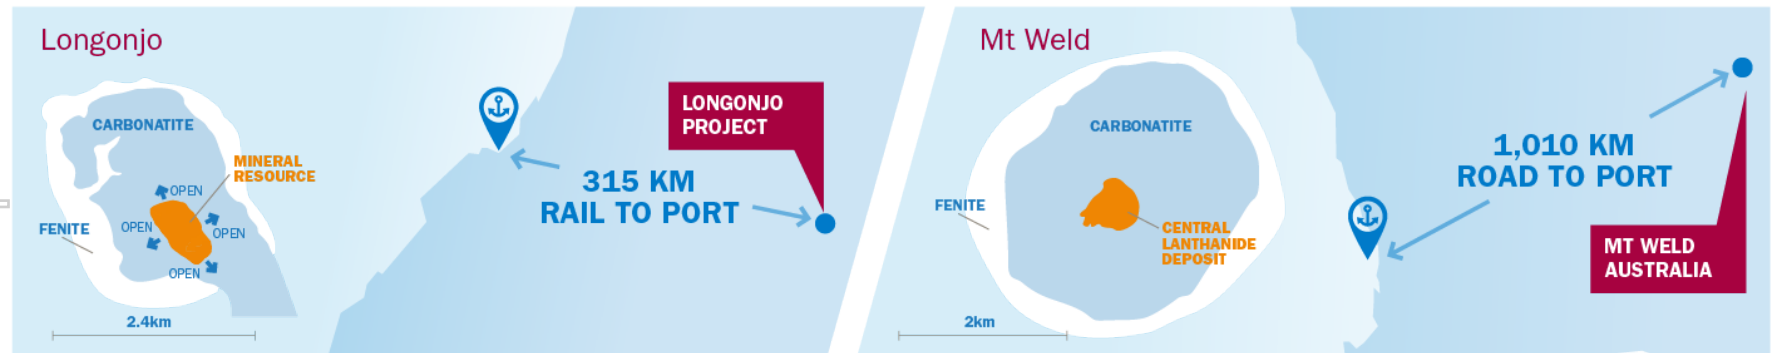 Longonjo
CARBONATITE
MINERAL
RESOURCE
OPEN
OPEN
OPEN
OPEN
FENITE
2.4km
315 KM
RAIL TO PORT
LONGONJO
PROJECT
Mt Weld
CARBONATITE
FENITE
CENTRAL
LANTHANIDE
DEPOSIT
2km
1,010 KM
ROAD TO PORT
MT WELD
AUSTRALIA